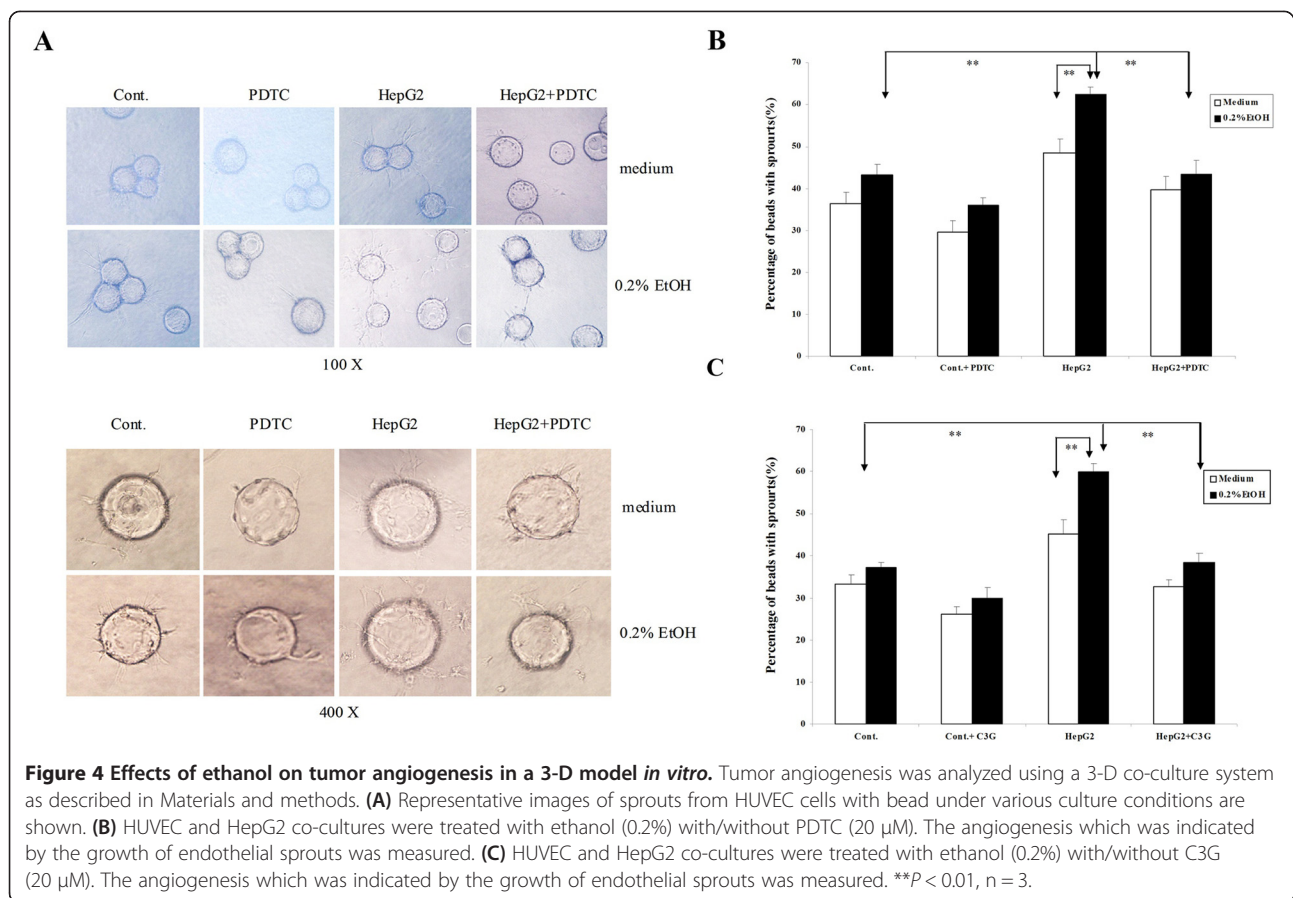 A
Cont. PDTC HepG2 HepG2+PDTC
medium
0.2% EtOH
100 X
Cont. PDTC HepG2 HepG2+PDTC
medium
0.2% EtOH
400 X
B
** ** **
Percentage of beads with sprourts(%)
70
60
50
40
30
20
10
0
Medium
0.2%EtOH
Cont. Cont.+ PDTC HepG2 HepG2+PDTC
C
** ** **
Percentage of beads with sprourts(%)
70
60
50
40
30
20
10
0
Medium
0.2%EtOH
Cont. Cont.+ C3G HepG2 HepG2+C3G
Figure 4 Effects of ethanol on tumor angiogenesis in a 3-D model in vitro. Tumor angiogenesis was analyzed using a 3-D co-culture system
as described in Materials and methods. (A) Representative images of sprouts from HUVEC cells with bead under various culture conditions are
shown. (B) HUVEC and HepG2 co-cultures were treated with ethanol (0.2%) with/without PDTC (20 μM). The angiogenesis which was indicated
by the growth of endothelial sprouts was measured. (C) HUVEC and HepG2 co-cultures were treated with ethanol (0.2%) with/without C3G
(20 μM). The angiogenesis which was indicated by the growth of endothelial sprouts was measured. **P < 0.01, n = 3.